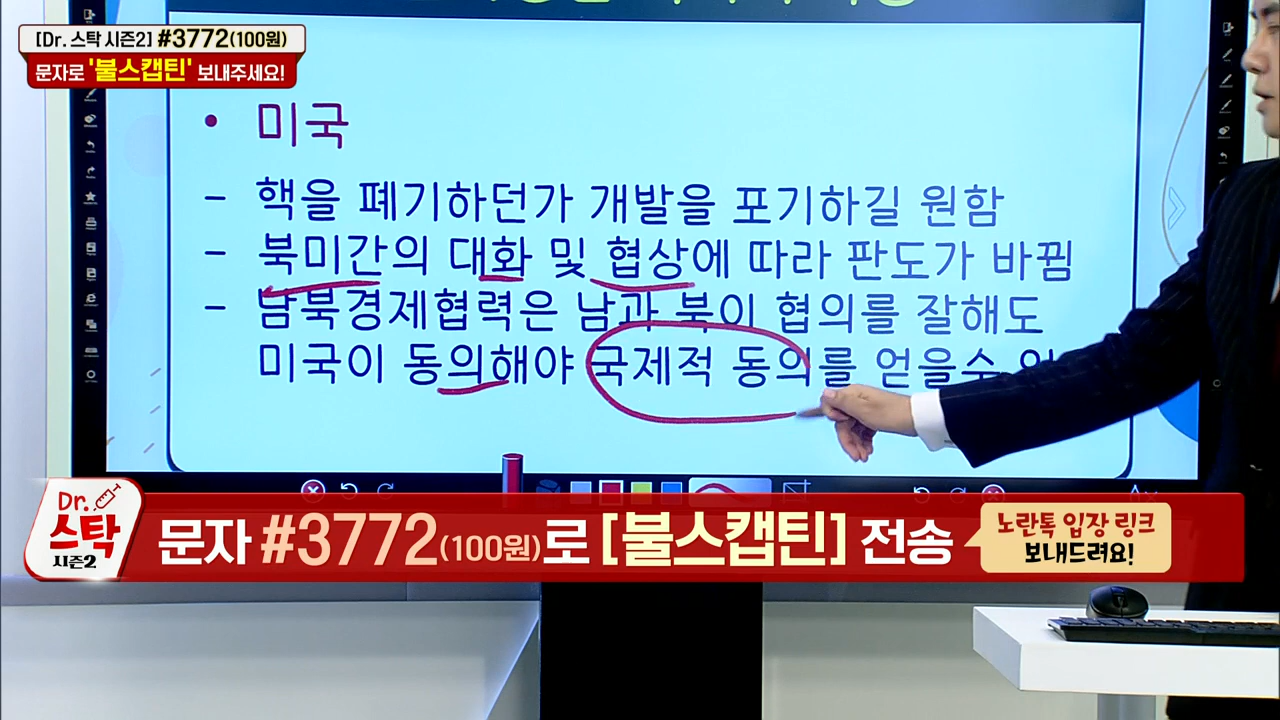 [Dr. 스탁 시즌2] #3772(100원)
문자로 '불스캡틴' 보내주세요!
• 미국
- 핵을 폐기하던가 개발을 포기하길 원함
- 북미간의 대화 및 협상에 따라 판도가 바뀜
- 남북경제협력은 남과 북이 협의를 잘해도
미국이 동의해야 국제적 동의를 얻을수
Dr.
스탁
시즌2
문자 #3772(100원)로 [불스캡틴] 전송
노란톡 입장 링크
보내드려요!